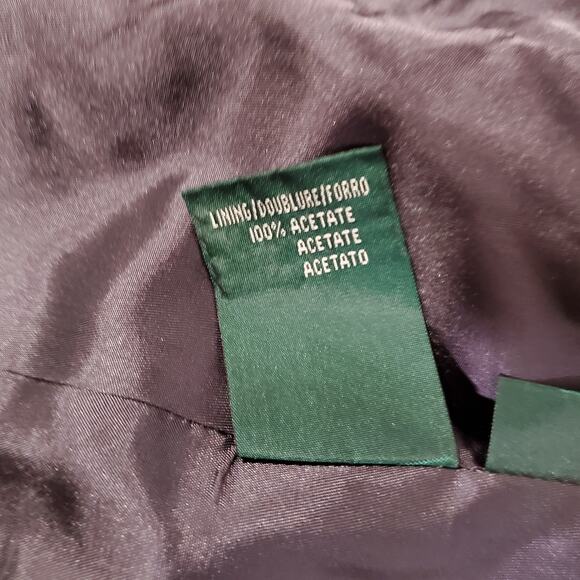 LINING/DOUBLURE/FORRO
100% ACETATE
ACETATE
ACETATO